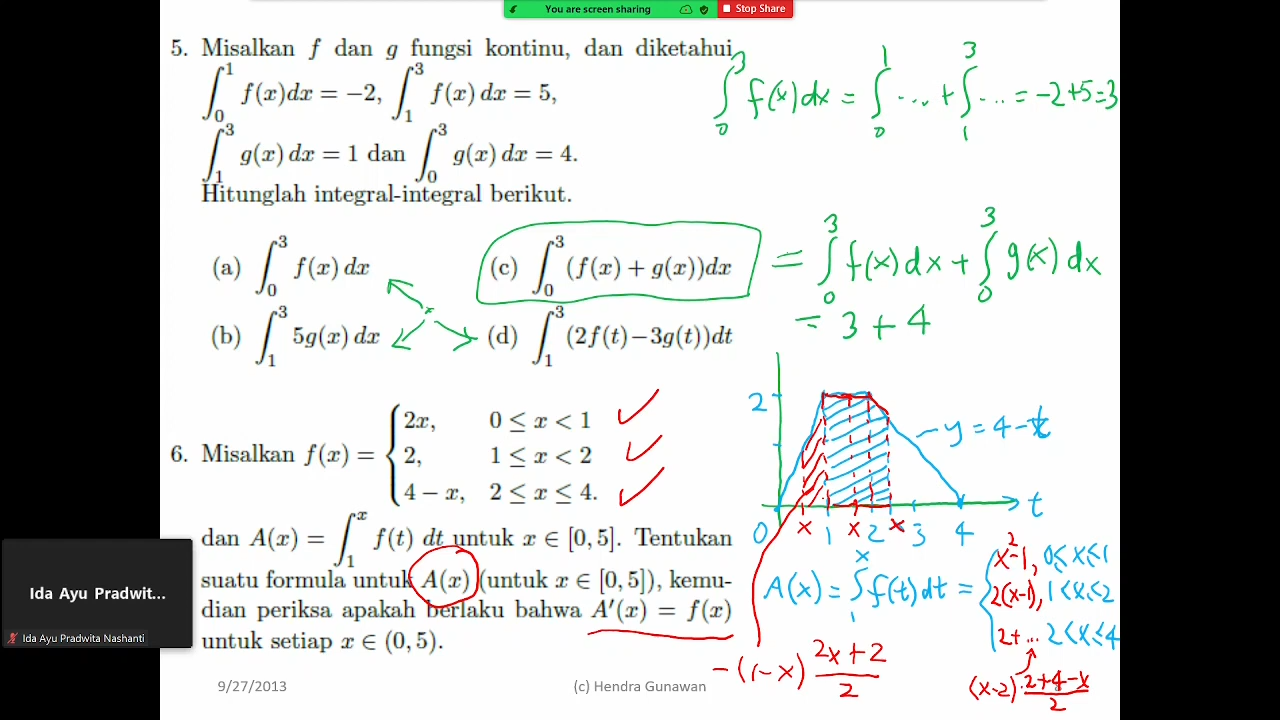 You are screen sharing Stop Share
5. Misalkan f dan g fungsi kontinu, dan diketahui
∫₀¹ f(x)dx = −2, ∫₁³ f(x) dx = 5,
∫₁³ g(x) dx = 1 dan ∫₀³ g(x) dx = 4.
Hitunglah integral-integral berikut.
(a) ∫₀³ f(x) dx
(c) ∫₀³ (f(x) + g(x))dx
(b) ∫₁³ 5g(x) dx
(d) ∫₁³ (2f(t)−3g(t))dt
∫₀³ f(x)dx = ∫₀¹ ... + ∫₁³ ... = −2+5=3
= ∫₀³ f(x) dx + ∫₀³ g(x) dx
= 3 + 4
6. Misalkan f(x) = { 2x, 0 ≤ x < 1
2, 1 ≤ x < 2
4 − x, 2 ≤ x ≤ 4.
dan A(x) = ∫₁ˣ f(t) dt untuk x ∈ [0, 5]. Tentukan
suatu formula untuk A(x) (untuk x ∈ [0, 5]), kemu-
dian periksa apakah berlaku bahwa A′(x) = f(x)
untuk setiap x ∈ (0, 5).
2
y = 4 − t
0 x 1 x 2 x 3 4 t
A(x) = ∫₁ˣ f(t) dt = { x²−1, 0≤x≤1
2(x−1), 1<x≤2
2+ ... 2<x≤4
−(1−x) (2x+2)/2
(x−2) · (2+4−x)/2
Ida Ayu Pradwit...
Ida Ayu Pradwita Nashanti
9/27/2013
(c) Hendra Gunawan